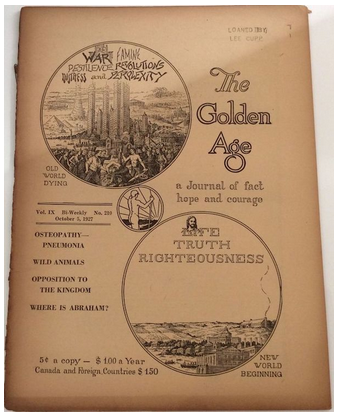 LOANED BY
LEE
WAR FAMINE
PESTILENCE REVOLUTIONS
DISTRESS and PERPLEXITY
OLD
WORLD
DYING
The
Golden
Age
a Journal of fact
hope and courage
Vol. IX Bi-Weekly No. 210
October 5, 1927
OSTEOPATHY—
PNEUMONIA
WILD ANIMALS
OPPOSITION TO
THE KINGDOM
WHERE IS ABRAHAM?
LIFE
TRUTH
RIGHTEOUSNESS
5¢ a copy — $1.00 a Year
Canada and Foreign Countries $1.50
NEW
WORLD
BEGINNING